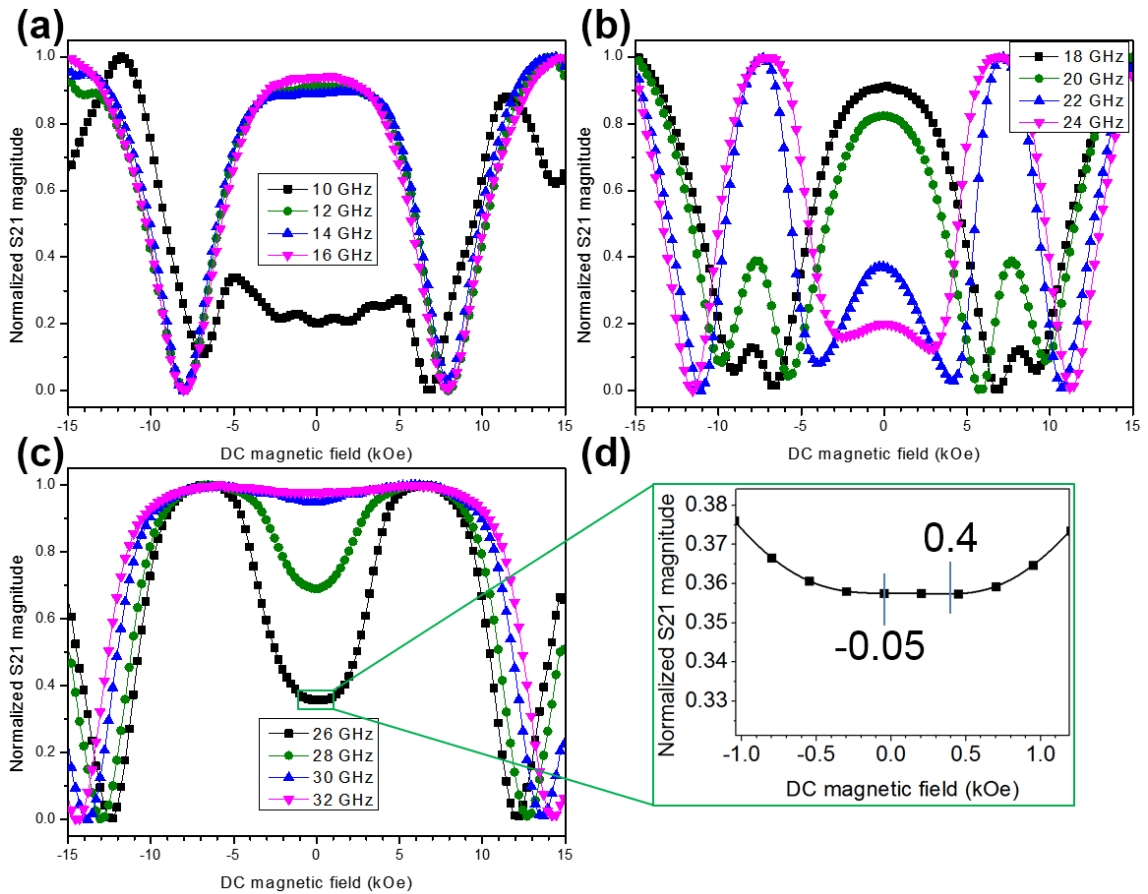 (a)
1.0
0.8
0.6
0.4
0.2
0.0
Normalized S21 magnitude
10 GHz
12 GHz
14 GHz
16 GHz
-15
-10
-5
0
5
10
15
DC magnetic field (kOe)
(b)
1.0
0.8
0.6
0.4
0.2
0.0
Normalized S21 magnitude
18 GHz
20 GHz
22 GHz
24 GHz
-15
-10
-5
0
5
10
15
DC magnetic field (kOe)
(c)
1.0
0.8
0.6
0.4
0.2
0.0
Normalized S21 magnitude
26 GHz
28 GHz
30 GHz
32 GHz
-15
-10
-5
0
5
10
15
DC magnetic field (kOe)
(d)
0.38
0.37
0.36
0.35
0.34
0.33
Normalized S21 magnitude
0.4
-0.05
-1.0
-0.5
0.0
0.5
1.0
DC magnetic field (kOe)